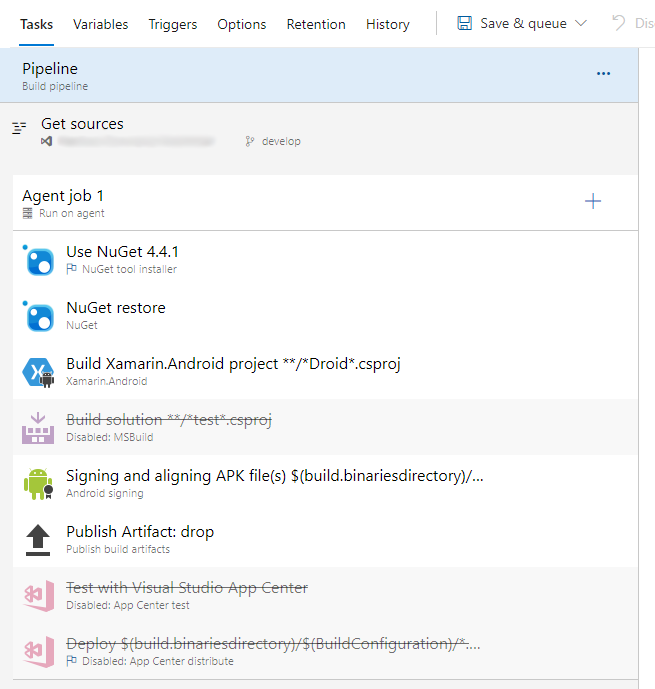 Tasks Variables Triggers Options Retention History Save & queue Dis
Pipeline
Build pipeline
Get sources
develop
Agent job 1
Run on agent
Use NuGet 4.4.1
NuGet tool installer
NuGet restore
NuGet
Build Xamarin.Android project **/*Droid*.csproj
Xamarin.Android
Build solution **/*test*.csproj
Disabled: MSBuild
Signing and aligning APK file(s) $(build.binariesdirectory)/...
Android signing
Publish Artifact: drop
Publish build artifacts
Test with Visual Studio App Center
Disabled: App Center test
Deploy $(build.binariesdirectory)/$(BuildConfiguration)/*....
Disabled: App Center distribute